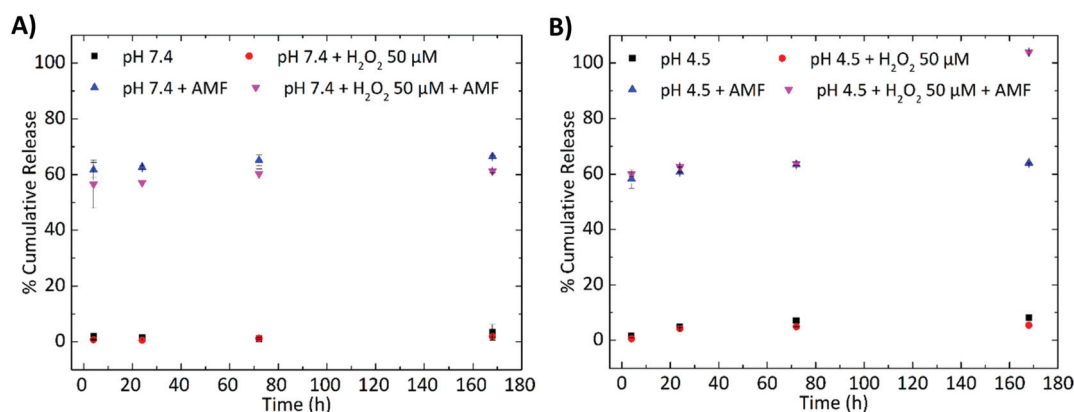 A)
pH 7.4 pH 7.4 + H₂O₂ 50 µM
pH 7.4 + AMF pH 7.4 + H₂O₂ 50 µM + AMF
100
80
60
40
20
0
% Cumulative Release
0 20 40 60 80 100 120 140 160 180
Time (h)
B)
pH 4.5 pH 4.5 + H₂O₂ 50 µM
pH 4.5 + AMF pH 4.5 + H₂O₂ 50 µM + AMF
100
80
60
40
20
0
% Cumulative Release
0 20 40 60 80 100 120 140 160 180
Time (h)